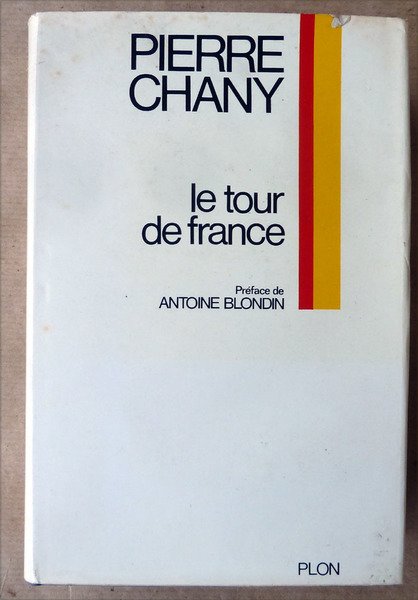 PIERRE
CHANY
le tour
de france
Préface de
ANTOINE BLONDIN
PLON